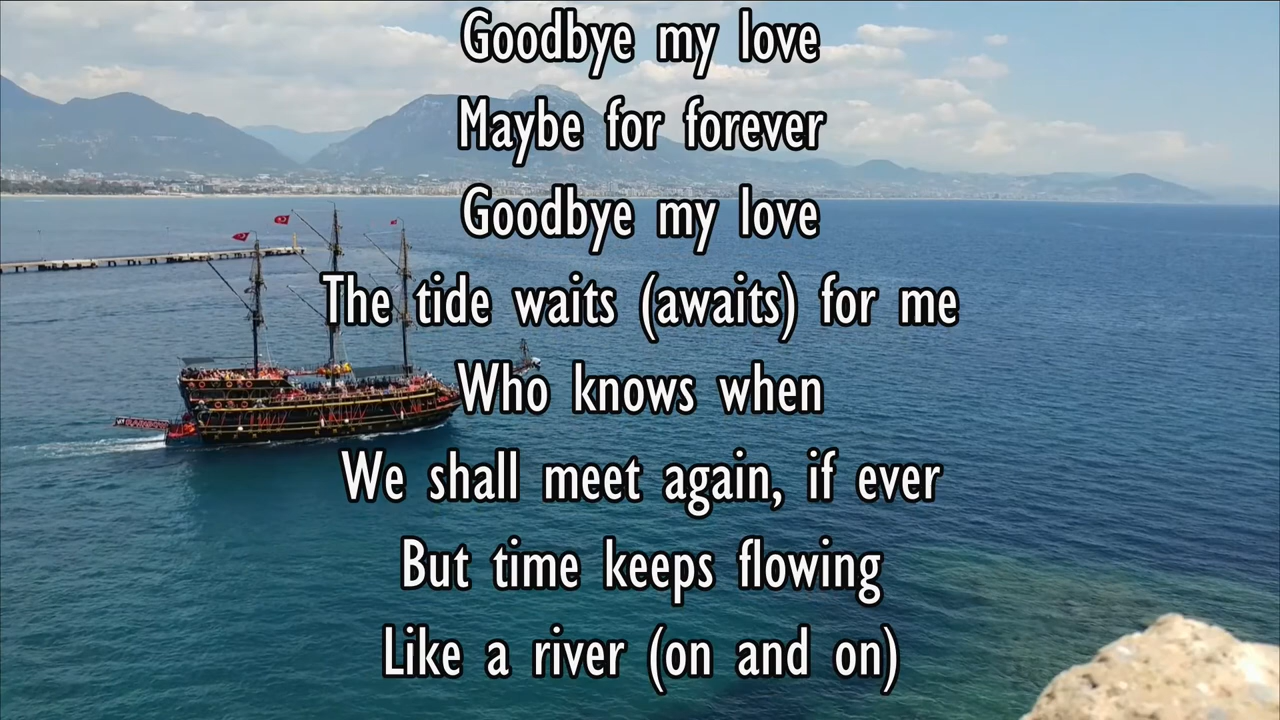 Goodbye my love
Maybe for forever
Goodbye my love
The tide waits (awaits) for me
Who knows when
We shall meet again, if ever
But time keeps flowing
Like a river (on and on)